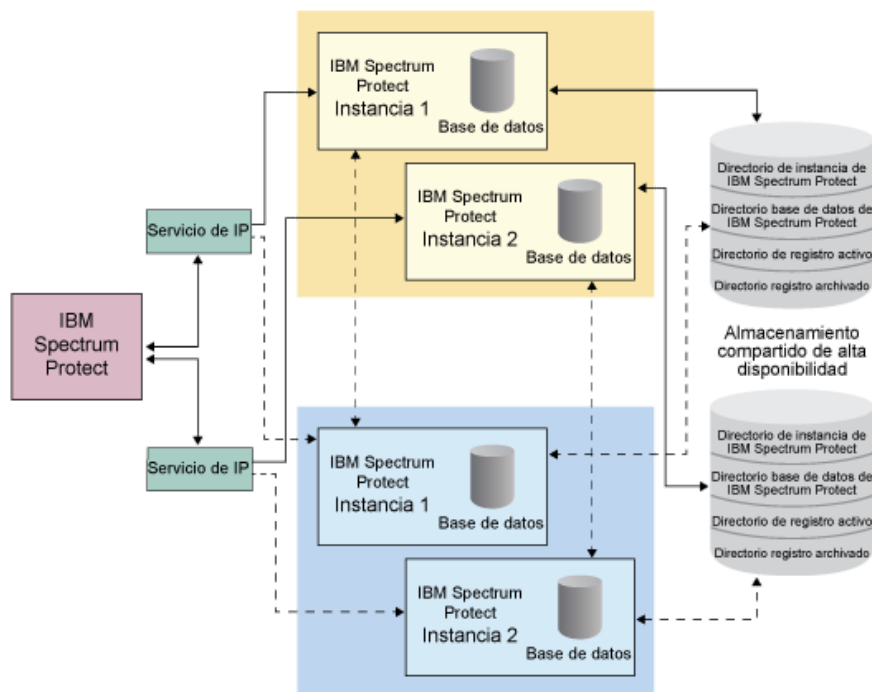 IBM Spectrum
Protect
Instancia 1
Base de datos
IBM Spectrum
Protect
Instancia 2
Base de datos
Servicio de IP
IBM
Spectrum
Protect
Servicio de IP
Directorio de instancia de
IBM Spectrum Protect
Directorio base de datos de
IBM Spectrum Protect
Directorio de registro activo
Directorio registro archivado
Almacenamiento
compartido de alta
disponibilidad
Directorio de instancia de
IBM Spectrum Protect
Directorio base de datos de
IBM Spectrum Protect
Directorio de registro activo
Directorio registro archivado
IBM Spectrum
Protect
Instancia 1
Base de datos
IBM Spectrum
Protect
Instancia 2
Base de datos